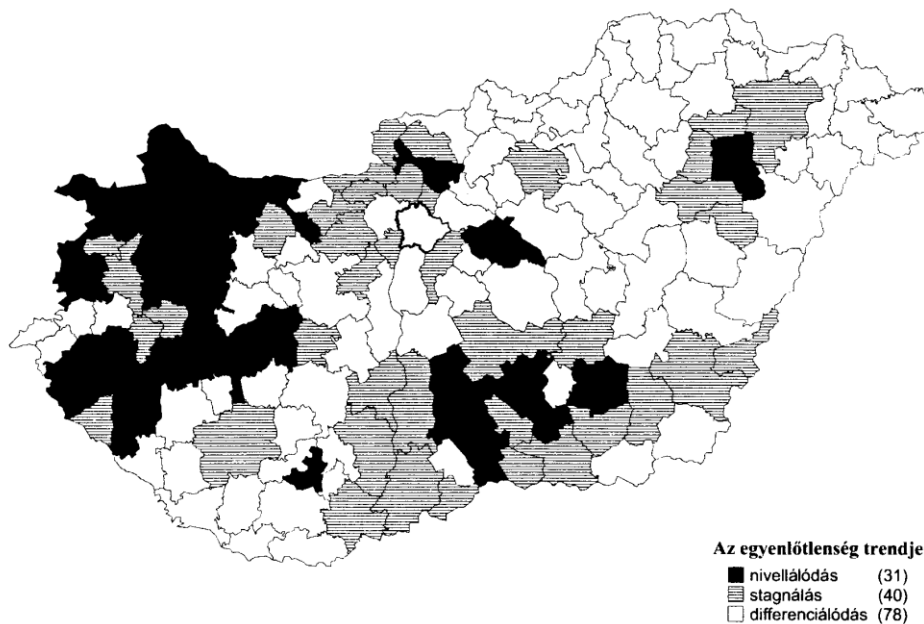 Az egyenlőtlenség trendje
nivellálódás (31)
stagnálás (40)
differenciálódás (78)